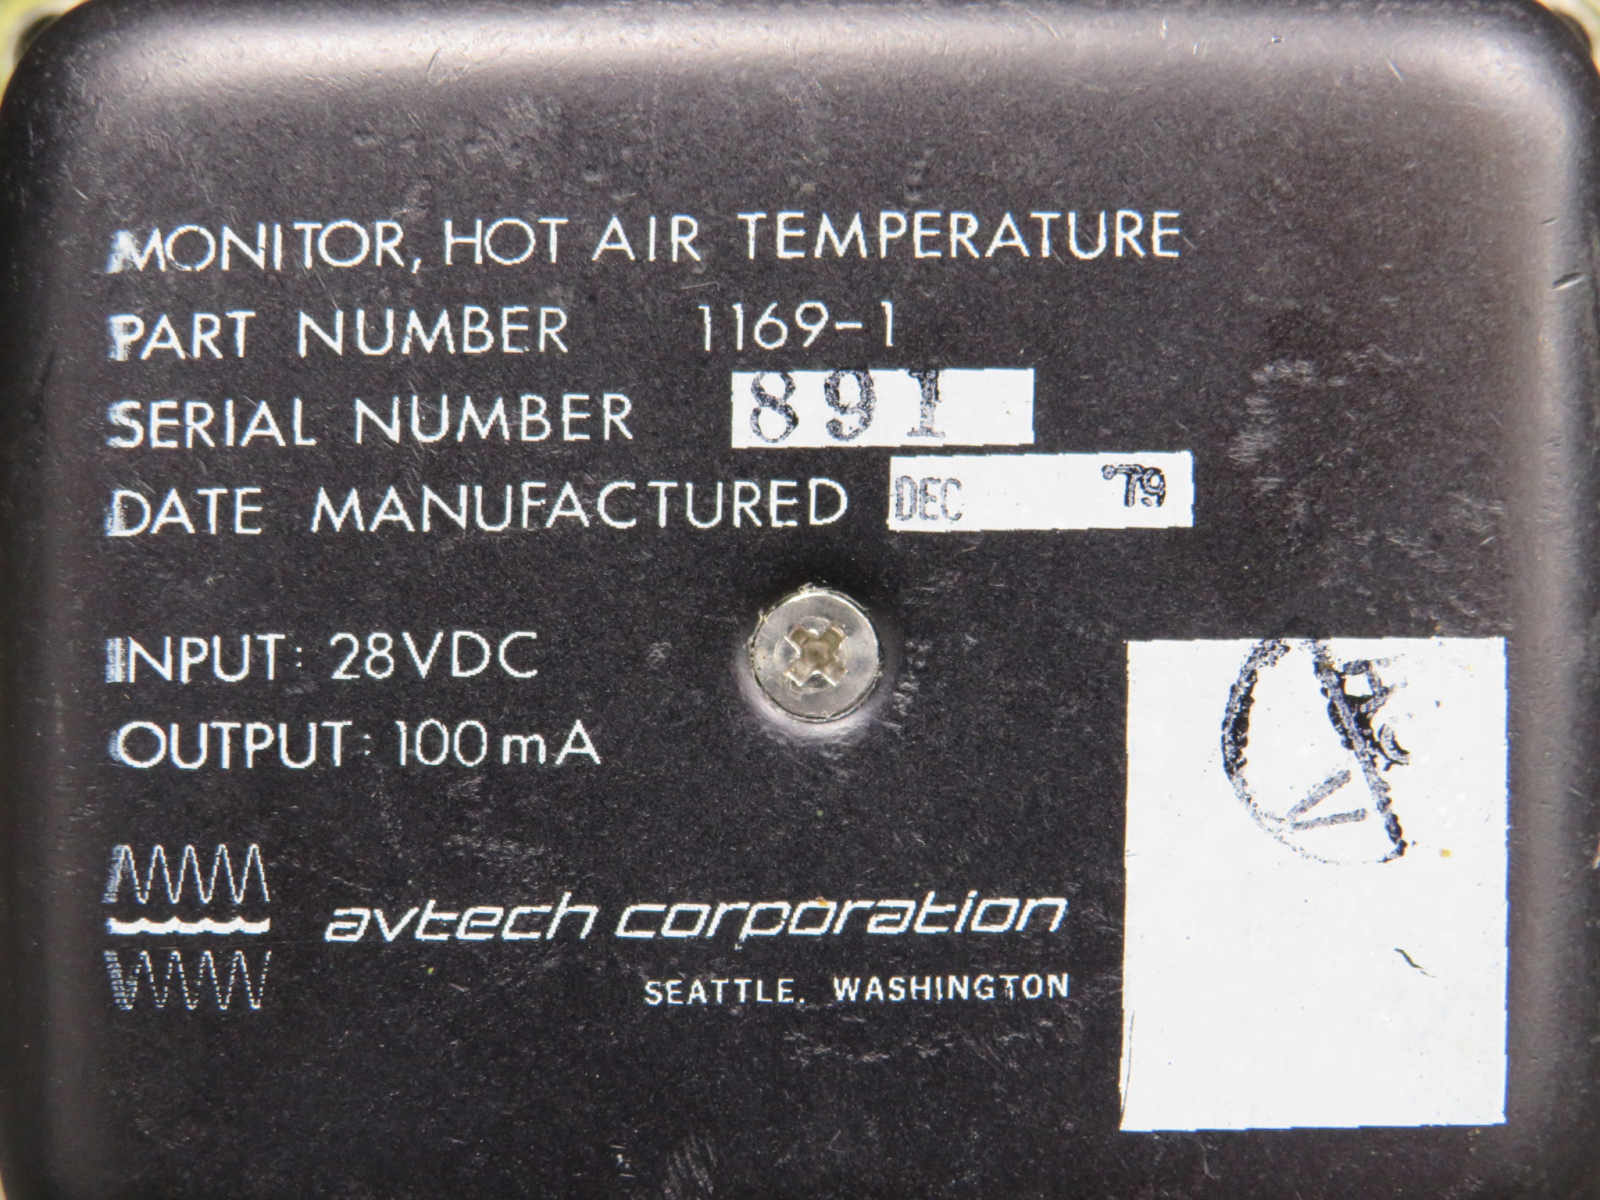 MONITOR, HOT AIR TEMPERATURE
PART NUMBER 1169-1
SERIAL NUMBER 891
DATE MANUFACTURED DEC '79
INPUT: 28VDC
OUTPUT: 100mA
avtech corporation
SEATTLE, WASHINGTON